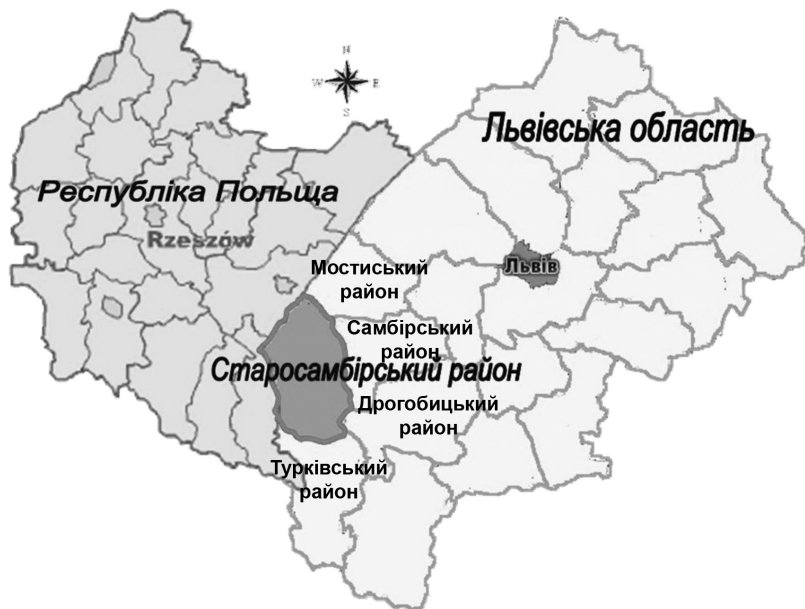 N
W E
S
Львівська область
Республіка Польща
Rzeszów
Львів
Мостиський
район
Самбірський
район
Старосамбірський район
Дрогобицький
район
Турківський
район